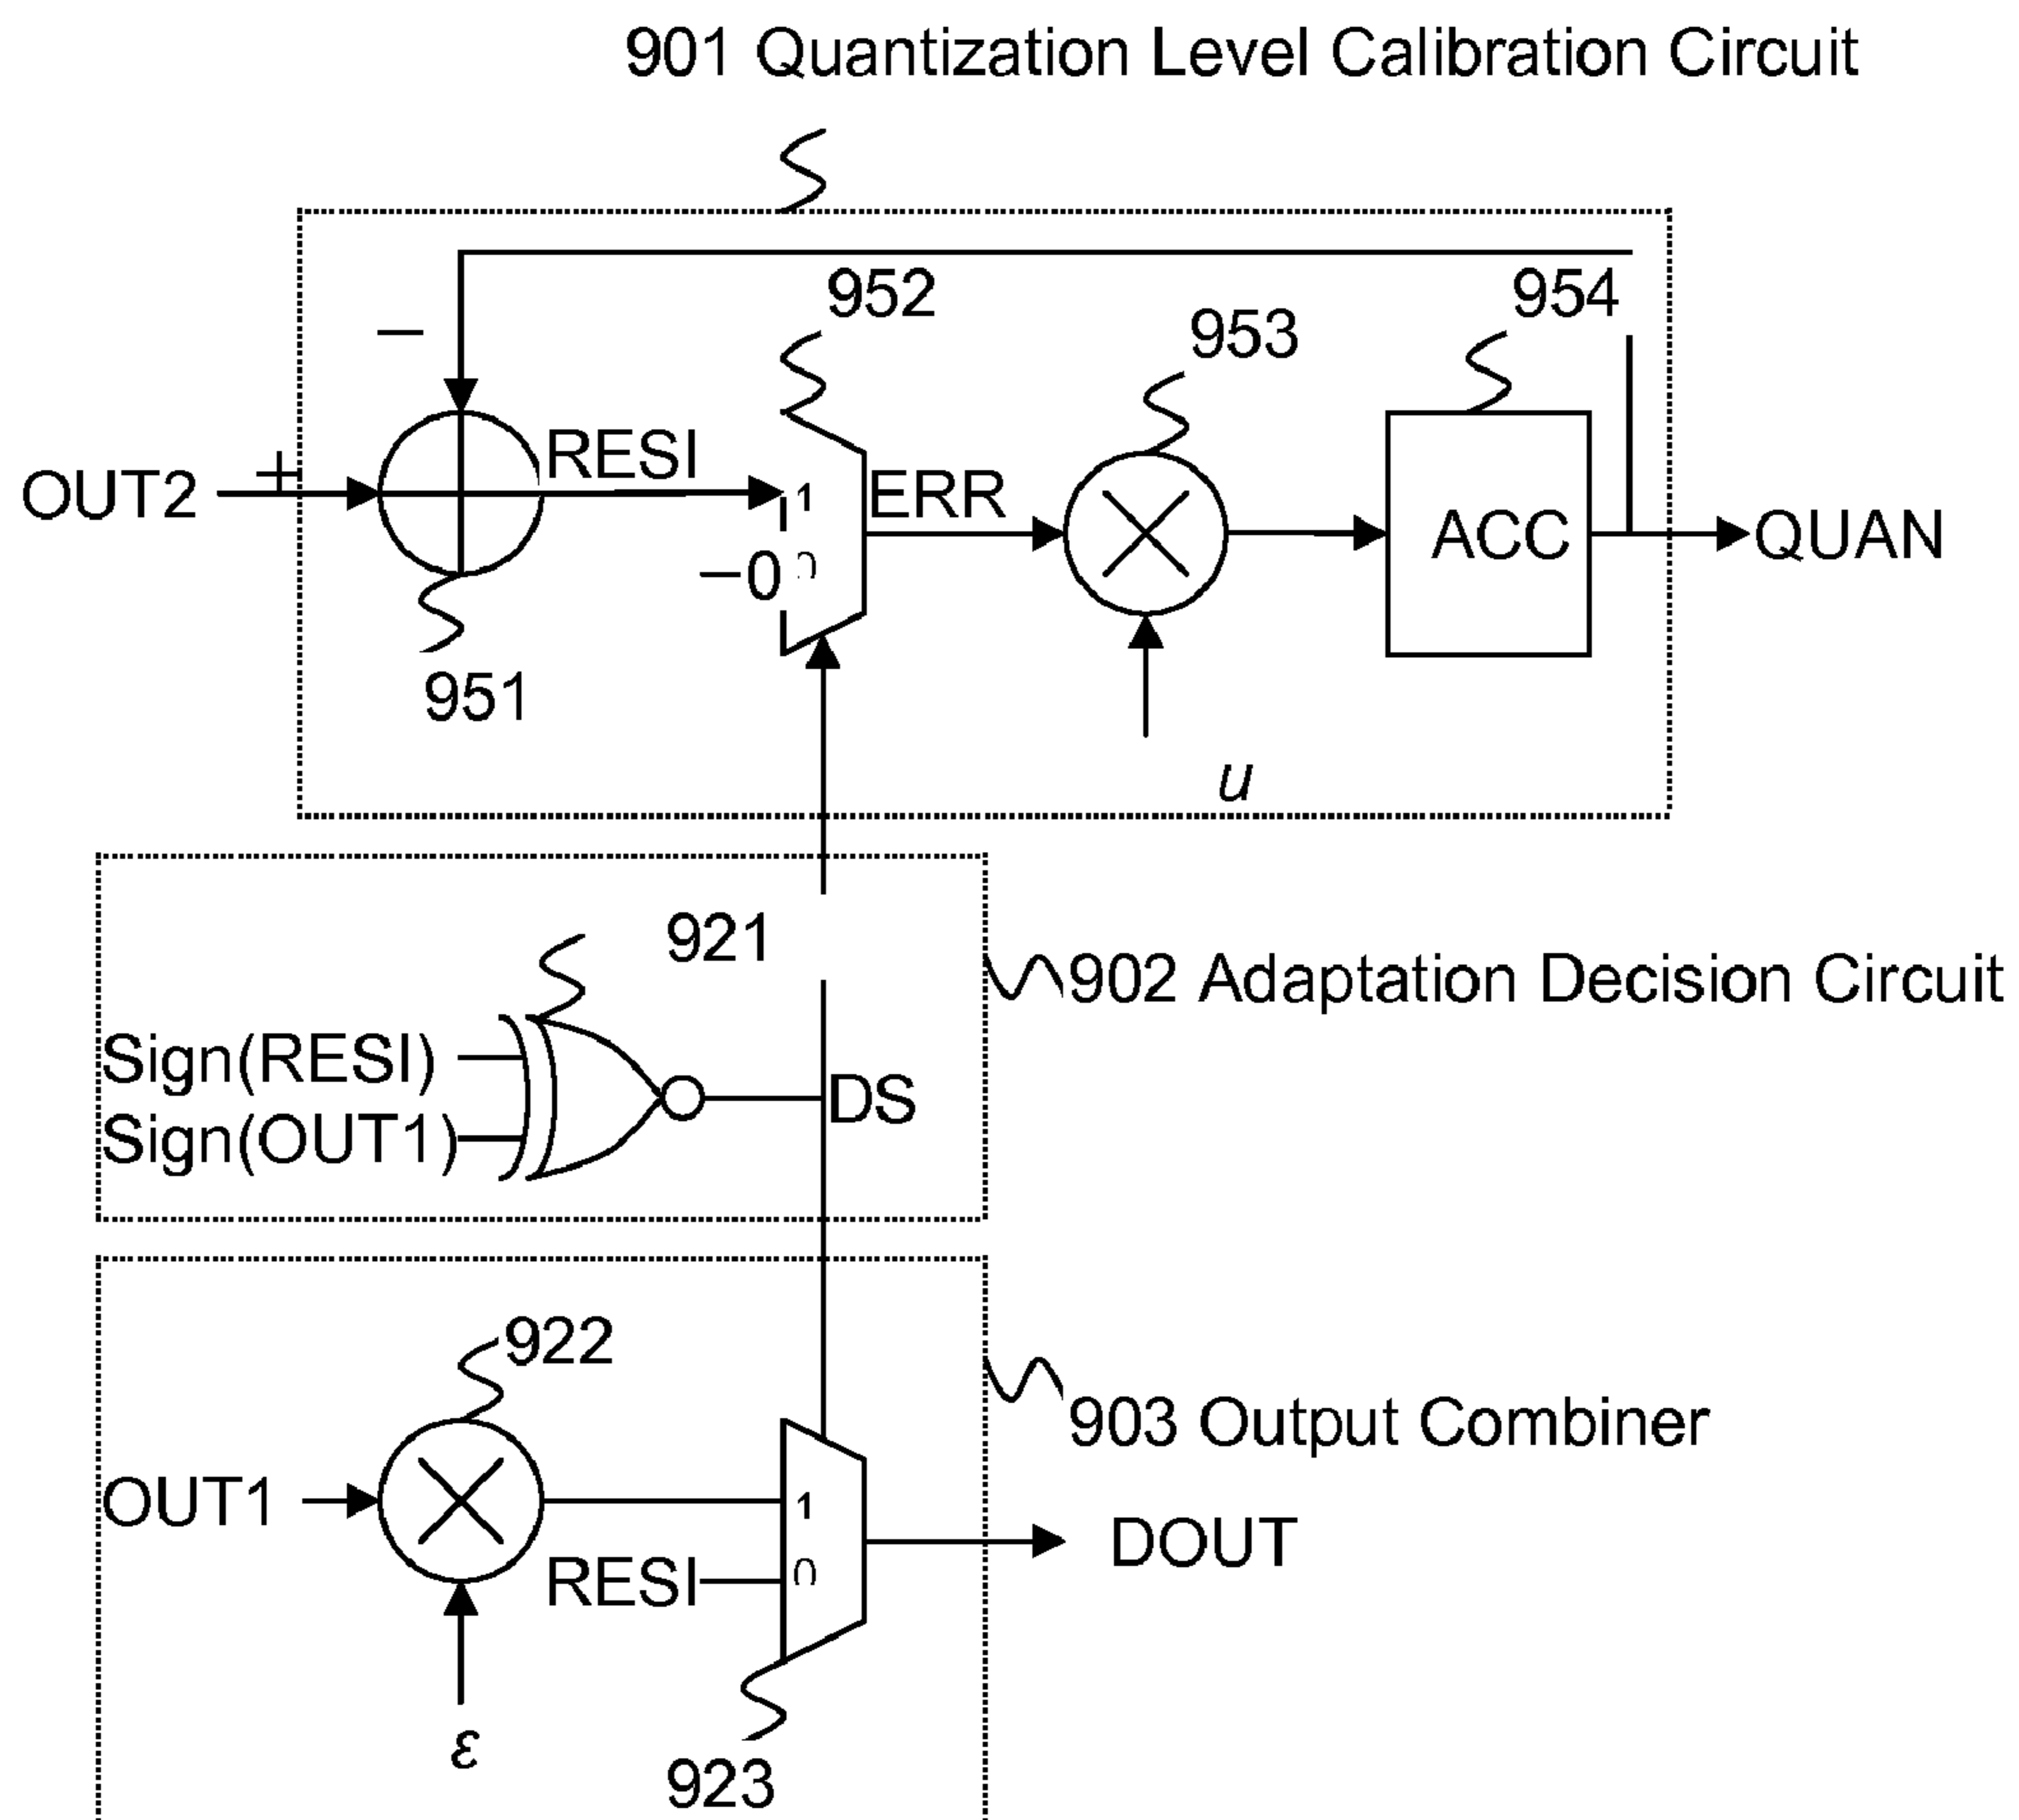 901 Quantization Level Calibration Circuit
952
954
953
−
+
RESI
1
ERR
OUT2
ACC
QUAN
−0
0
951
u
921
902 Adaptation Decision Circuit
Sign(RESI)
DS
Sign(OUT1)
922
903 Output Combiner
OUT1
1
DOUT
RESI
0
ε
923